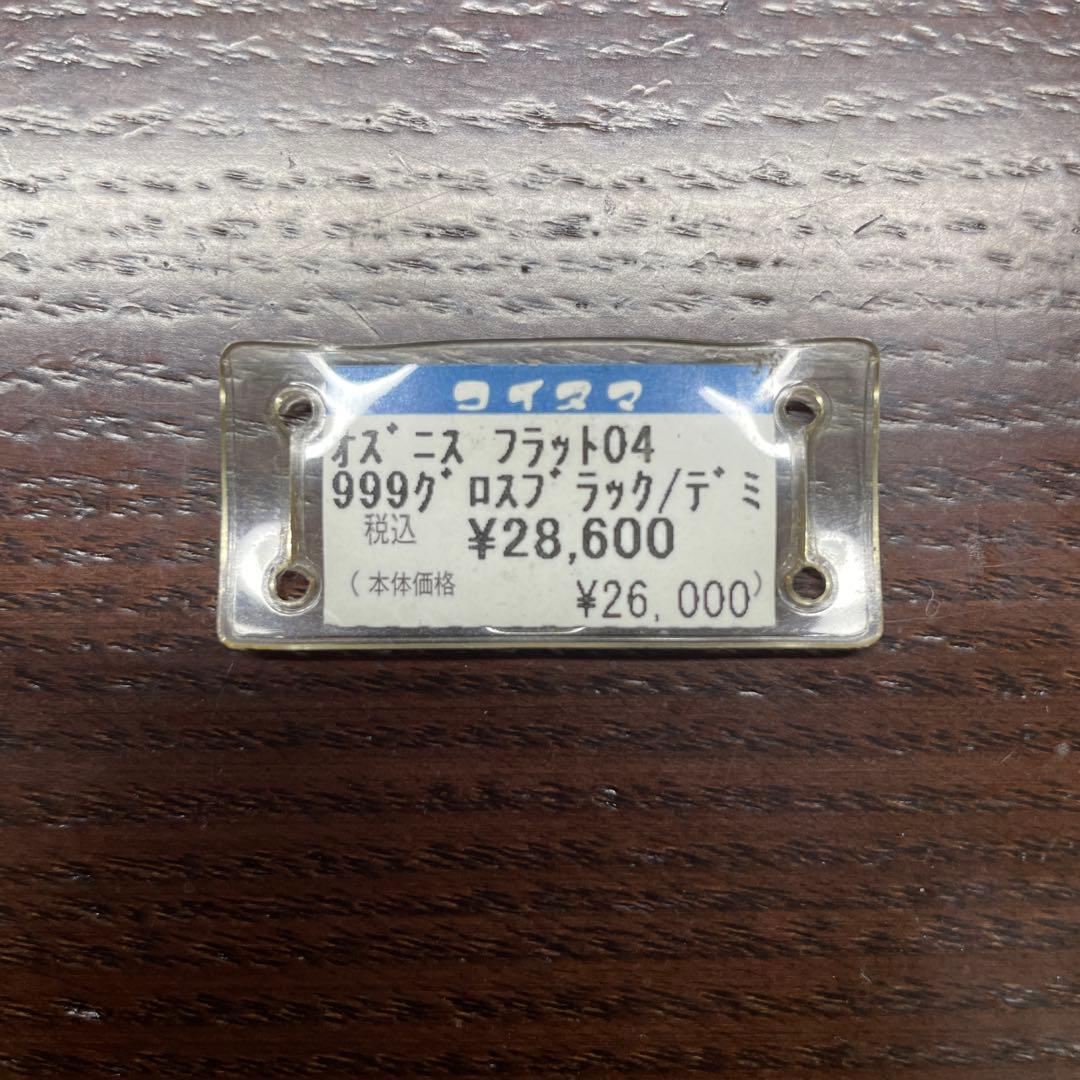 コイヌマ
ｵｽﾞﾆｽ ﾌﾗｯﾄ04
999ｸﾞﾛｽﾌﾞﾗｯｸ/ﾃﾞﾐ
税込 ¥28,600
(本体価格 ¥26,000)